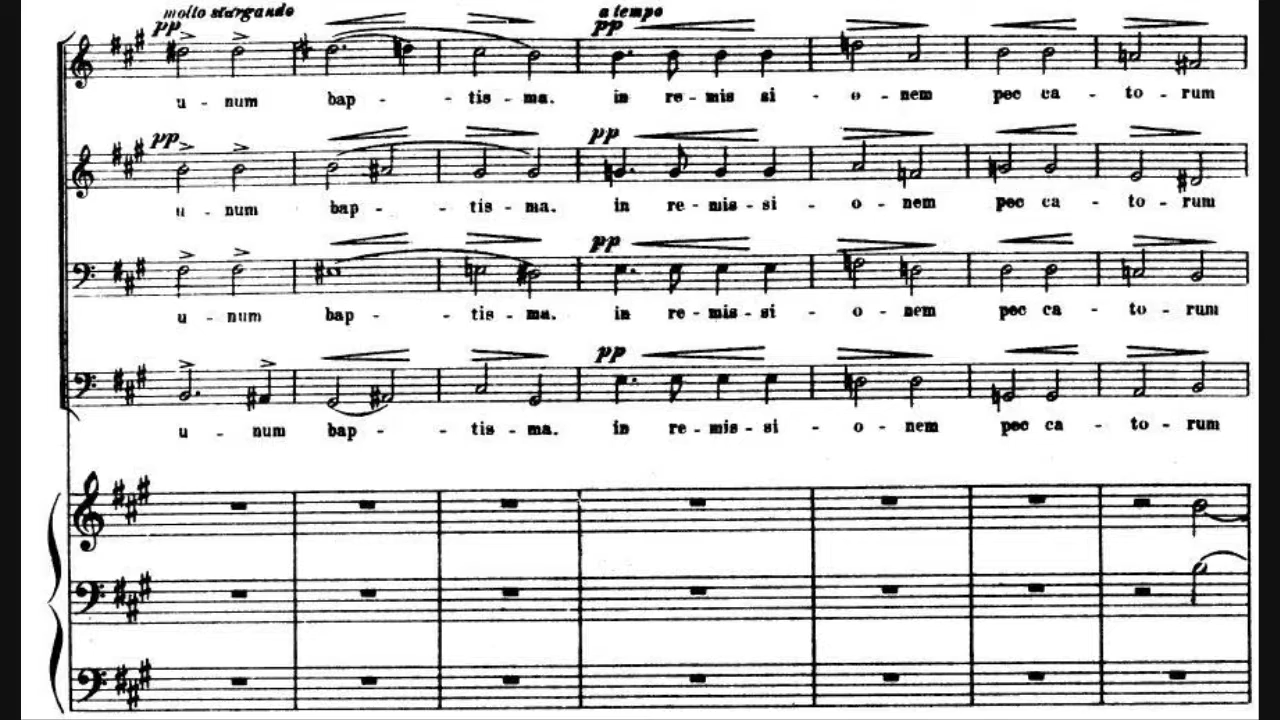 molto slargando a tempo
pp pp
u - num bap - tis - ma. in re - mis si - o - nem pec ca - to - rum
pp pp
u - num bap - tis - ma. in re - mis - si - o - nem pec ca - to - rum
pp
u - num bap - tis - ma. in re - mis - si - o - nem pec ca - to - rum
pp
u - num bap - tis - ma. in re - mis - si - o - nem pec ca - to - rum